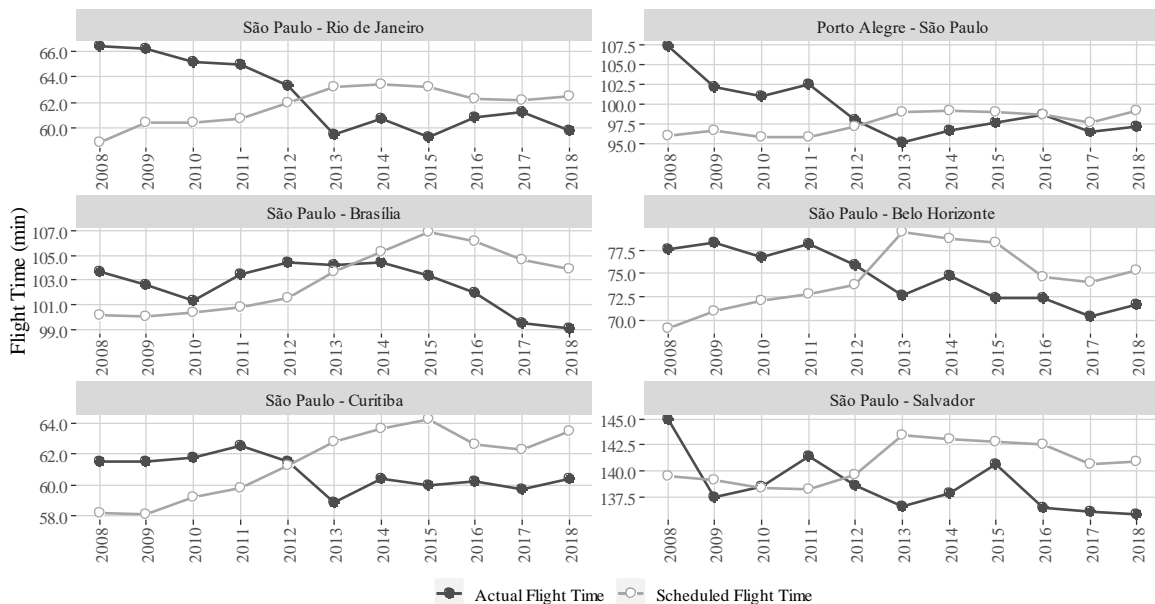 São Paulo - Rio de Janeiro
66.0
64.0
62.0
60.0
2008 2009 2010 2011 2012 2013 2014 2015 2016 2017 2018
Porto Alegre - São Paulo
107.5
105.0
102.5
100.0
97.5
95.0
2008 2009 2010 2011 2012 2013 2014 2015 2016 2017 2018
Flight Time (min)
São Paulo - Brasília
107.0
105.0
103.0
101.0
99.0
2008 2009 2010 2011 2012 2013 2014 2015 2016 2017 2018
São Paulo - Belo Horizonte
77.5
75.0
72.5
70.0
2008 2009 2010 2011 2012 2013 2014 2015 2016 2017 2018
São Paulo - Curitiba
64.0
62.0
60.0
58.0
2008 2009 2010 2011 2012 2013 2014 2015 2016 2017 2018
São Paulo - Salvador
145.0
142.5
140.0
137.5
2008 2009 2010 2011 2012 2013 2014 2015 2016 2017 2018
Actual Flight Time Scheduled Flight Time